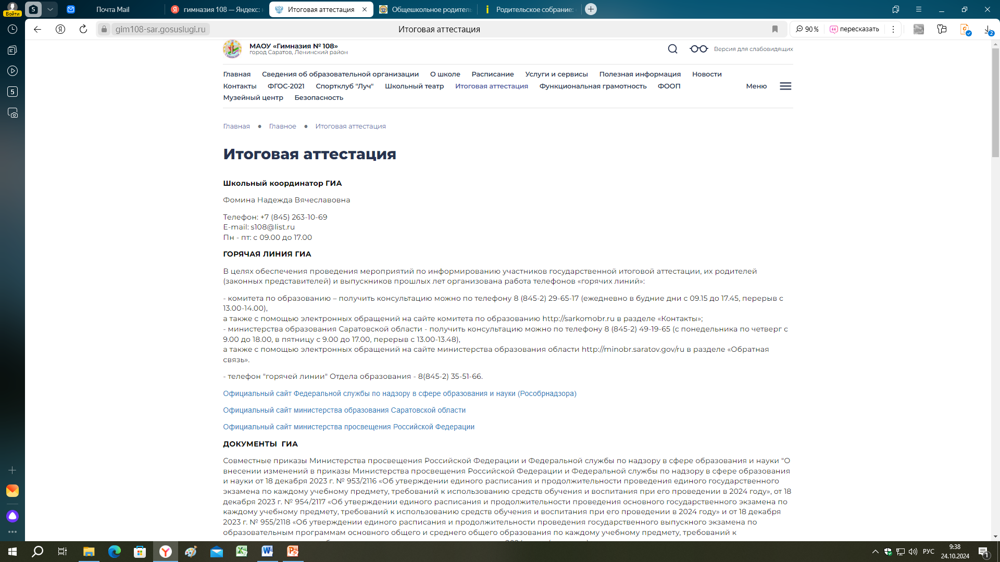 Войти
5
Почта Mail
гимназия 108 — Яндекс:
Итоговая аттестация
Общешкольное родитель
Родительское собрание:
gim108-sar.gosuslugi.ru
Итоговая аттестация
90 %
пересказать
2
5
МАОУ «Гимназия № 108»
город Саратов, Ленинский район
Версия для слабовидящих
Главная Сведения об образовательной организации О школе Расписание Услуги и сервисы Полезная информация Новости
Контакты ФГОС-2021 Спортклуб "Луч" Школьный театр Итоговая аттестация Функциональная грамотность ФООП
Музейный центр Безопасность
Меню
Главная • Главное • Итоговая аттестация
Итоговая аттестация
Школьный координатор ГИА
Фомина Надежда Вячеславовна
Телефон: +7 (845) 263-10-69
E-mail: s108@list.ru
Пн - пт: с 09.00 до 17.00
ГОРЯЧАЯ ЛИНИЯ ГИА
В целях обеспечения проведения мероприятий по информированию участников государственной итоговой аттестации, их родителей
(законных представителей) и выпускников прошлых лет организована работа телефонов «горячих линий»:
- комитета по образованию – получить консультацию можно по телефону 8 (845-2) 29-65-17 (ежедневно в будние дни с 09.15 до 17.45, перерыв с
13.00-14.00),
а также с помощью электронных обращений на сайте комитета по образованию http://sarkomobr.ru в разделе «Контакты»;
- министерства образования Саратовской области - получить консультацию можно по телефону 8 (845-2) 49-19-65 (с понедельника по четверг с
9.00 до 18.00, в пятницу с 9.00 до 17.00, перерыв с 13.00-13.48),
а также с помощью электронных обращений на сайте министерства образования области http://minobr.saratov.gov/ru в разделе «Обратная
связь».
- телефон "горячей линии" Отдела образования - 8(845-2) 35-51-66.
Официальный сайт Федеральной службы по надзору в сфере образования и науки (Рособрнадзора)
Официальный сайт министерства образования Саратовской области
Официальный сайт министерства просвещения Российской Федерации
ДОКУМЕНТЫ ГИА
Совместные приказы Министерства просвещения Российской Федерации и Федеральной службы по надзору в сфере образования и науки "О
внесении изменений в приказы Министерства просвещения Российской Федерации и Федеральной службы по надзору в сфере образования
и науки от 18 декабря 2023 г. № 953/2116 «Об утверждении единого расписания и продолжительности проведения единого государственного
экзамена по каждому учебному предмету, требований к использованию средств обучения и воспитания при его проведении в 2024 году», от 18
декабря 2023 г. № 954/2117 «Об утверждении единого расписания и продолжительности проведения основного государственного экзамена по
каждому учебному предмету, требований к использованию средств обучения и воспитания при его проведении в 2024 году» и от 18 декабря
2023 г. № 955/2118 «Об утверждении единого расписания и продолжительности проведения государственного выпускного экзамена по
образовательным программам основного общего и среднего общего образования по каждому учебному предмету, требований к
РУС
9:38
24.10.2024
1